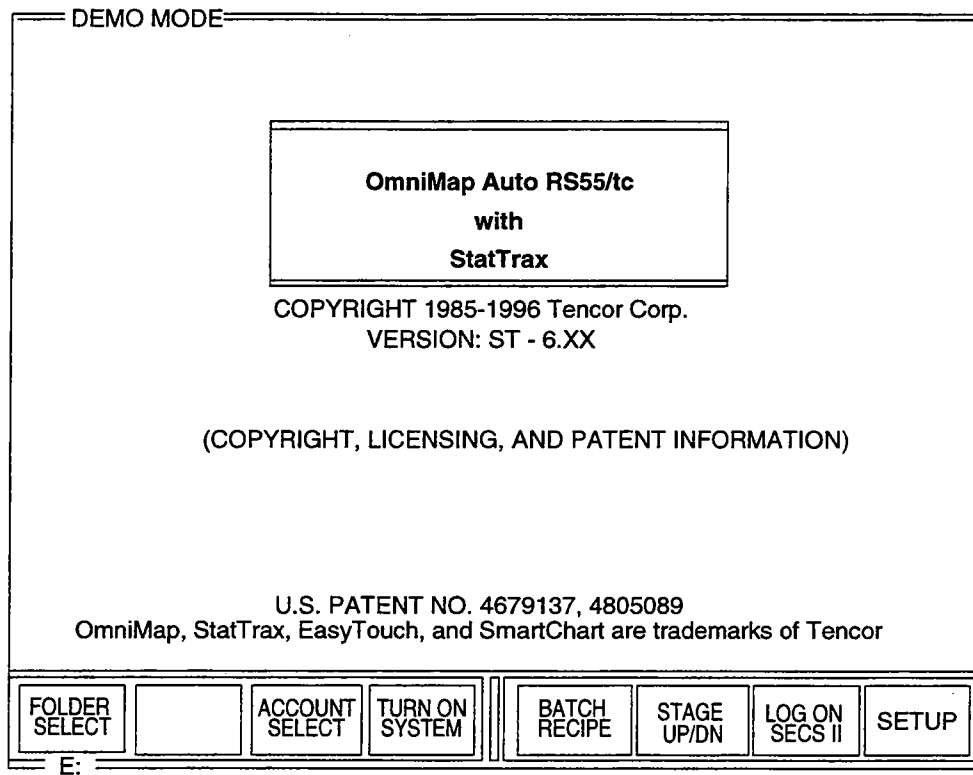 DEMO MODE
OmniMap Auto RS55/tc
with
StatTrax
COPYRIGHT 1985-1996 Tencor Corp.
VERSION: ST - 6.XX
(COPYRIGHT, LICENSING, AND PATENT INFORMATION)
U.S. PATENT NO. 4679137, 4805089
OmniMap, StatTrax, EasyTouch, and SmartChart are trademarks of Tencor
FOLDER
SELECT
ACCOUNT
SELECT
TURN ON
SYSTEM
BATCH
RECIPE
STAGE
UP/DN
LOG ON
SECS II
SETUP
E: